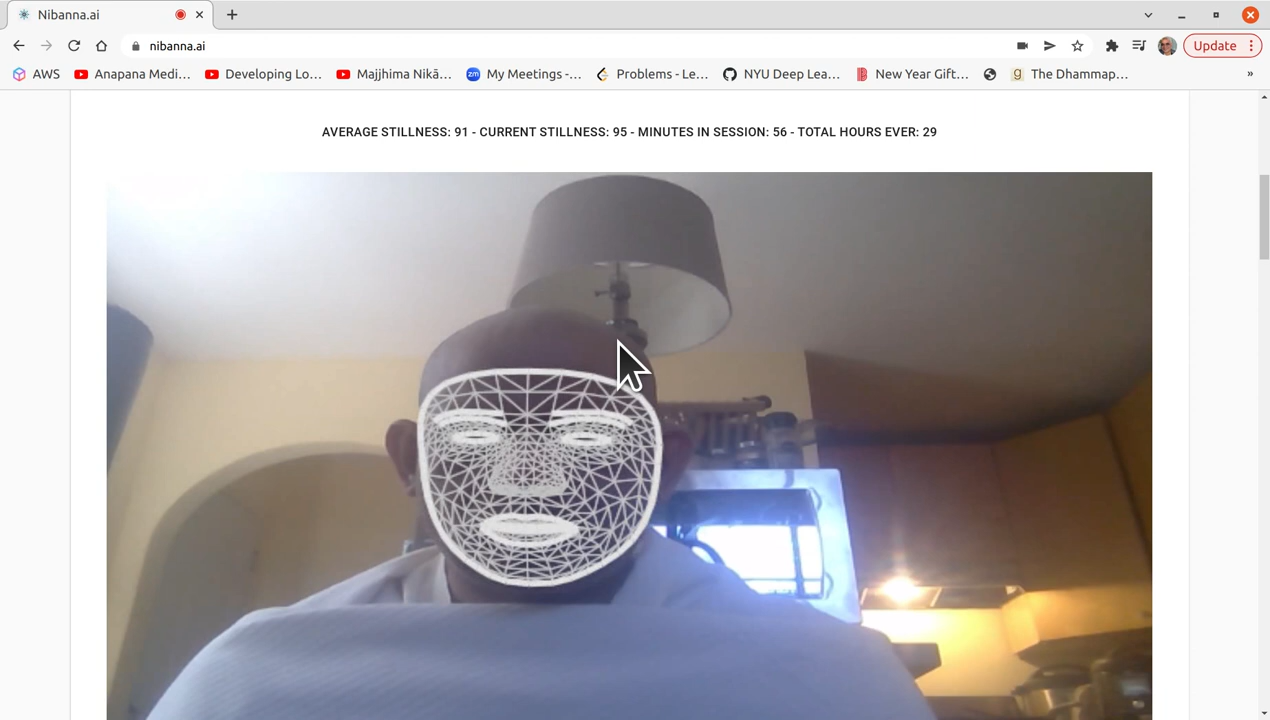 Nibanna.ai
nibanna.ai
Update
AWS
Anapana Medi...
Developing Lo...
Majjhima Nikā...
zm
My Meetings -...
Problems - Le...
NYU Deep Lea...
New Year Gift...
g
The Dhammap...
»
AVERAGE STILLNESS: 91 - CURRENT STILLNESS: 95 - MINUTES IN SESSION: 56 - TOTAL HOURS EVER: 29